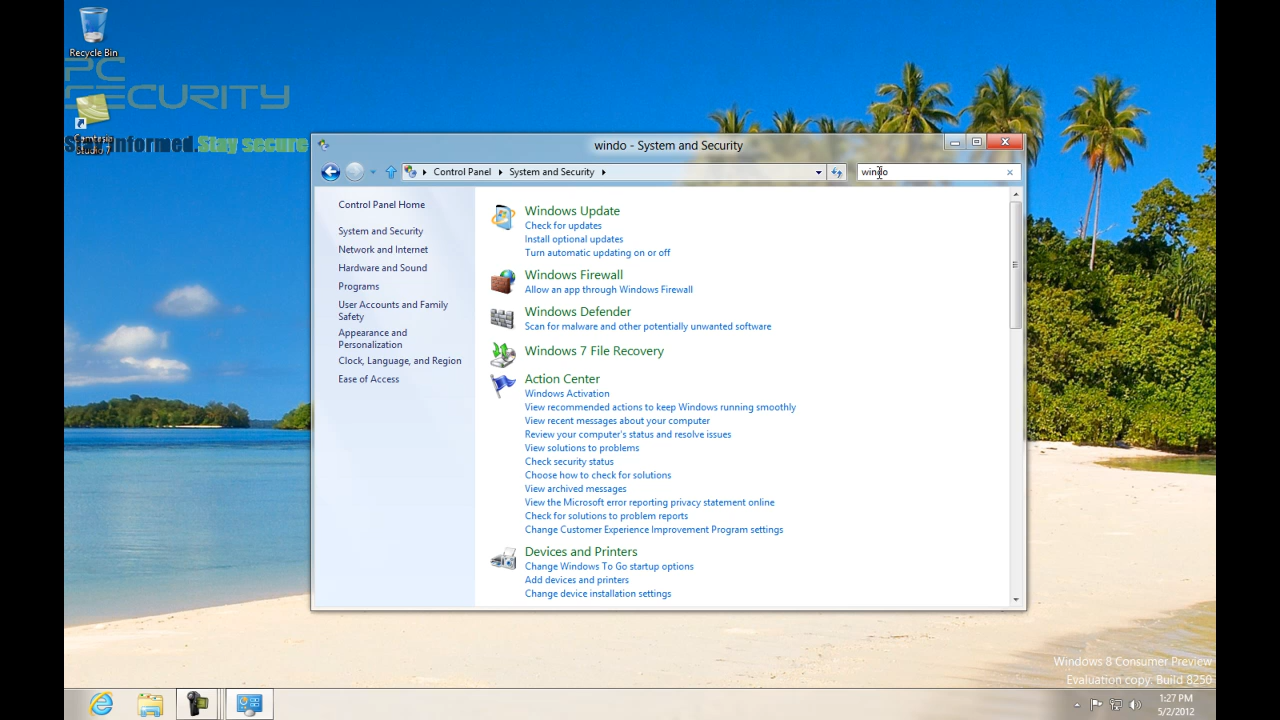 Recycle Bin
PC
SECURITY
Camtasia
Studio 7
Stay informed.Stay secure
windo - System and Security
Control Panel
System and Security
windo
Control Panel Home
System and Security
Network and Internet
Hardware and Sound
Programs
User Accounts and Family
Safety
Appearance and
Personalization
Clock, Language, and Region
Ease of Access
Windows Update
Check for updates
Install optional updates
Turn automatic updating on or off
Windows Firewall
Allow an app through Windows Firewall
Windows Defender
Scan for malware and other potentially unwanted software
Windows 7 File Recovery
Action Center
Windows Activation
View recommended actions to keep Windows running smoothly
View recent messages about your computer
Review your computer's status and resolve issues
View solutions to problems
Check security status
Choose how to check for solutions
View archived messages
View the Microsoft error reporting privacy statement online
Check for solutions to problem reports
Change Customer Experience Improvement Program settings
Devices and Printers
Change Windows To Go startup options
Add devices and printers
Change device installation settings
Windows 8 Consumer Preview
Evaluation copy. Build 8250
1:27 PM
5/2/2012